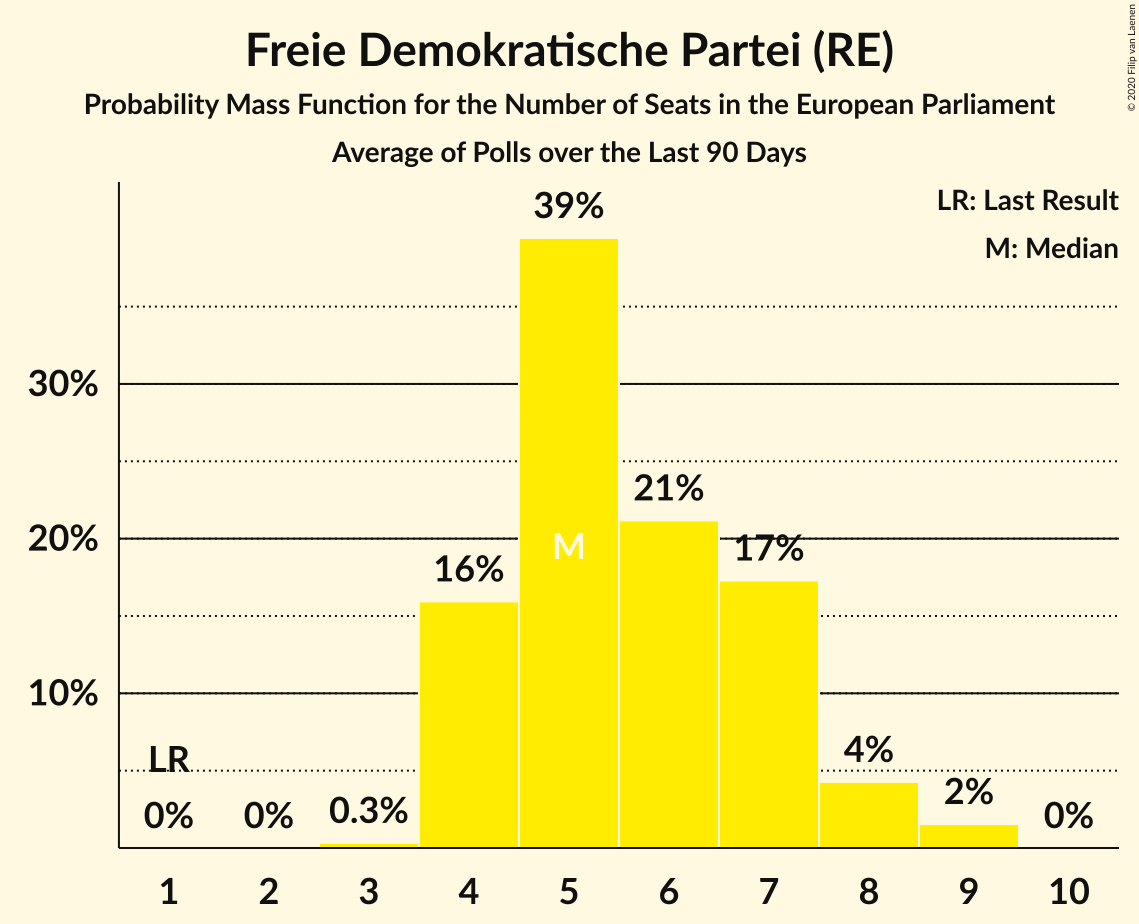 Freie Demokratische Partei (RE)
Probability Mass Function for the Number of Seats in the European Parliament
Average of Polls over the Last 90 Days
© 2020 Filip van Laenen
LR: Last Result
M: Median
39%
30%
21%
20%
M
17%
16%
10%
LR
4%
0%
0%
0.3%
2%
0%
1 2 3 4 5 6 7 8 9 10